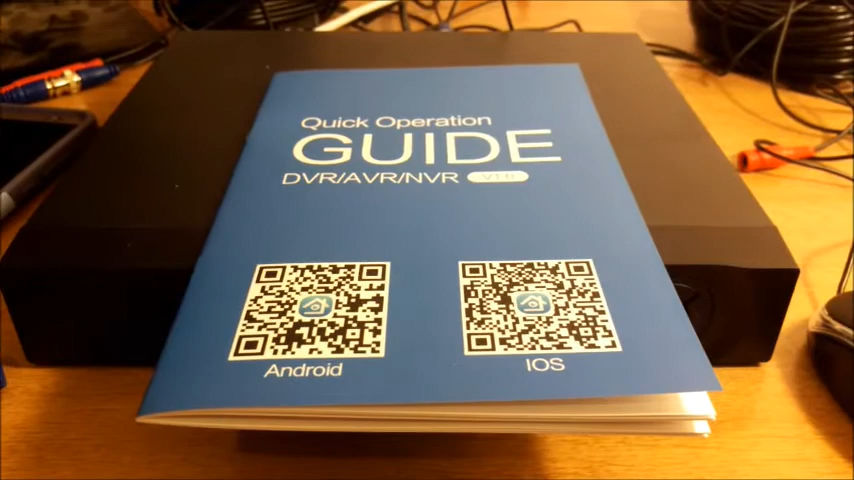 Quick Operation
GUIDE
DVR/AVR/NVR
Android
IOS